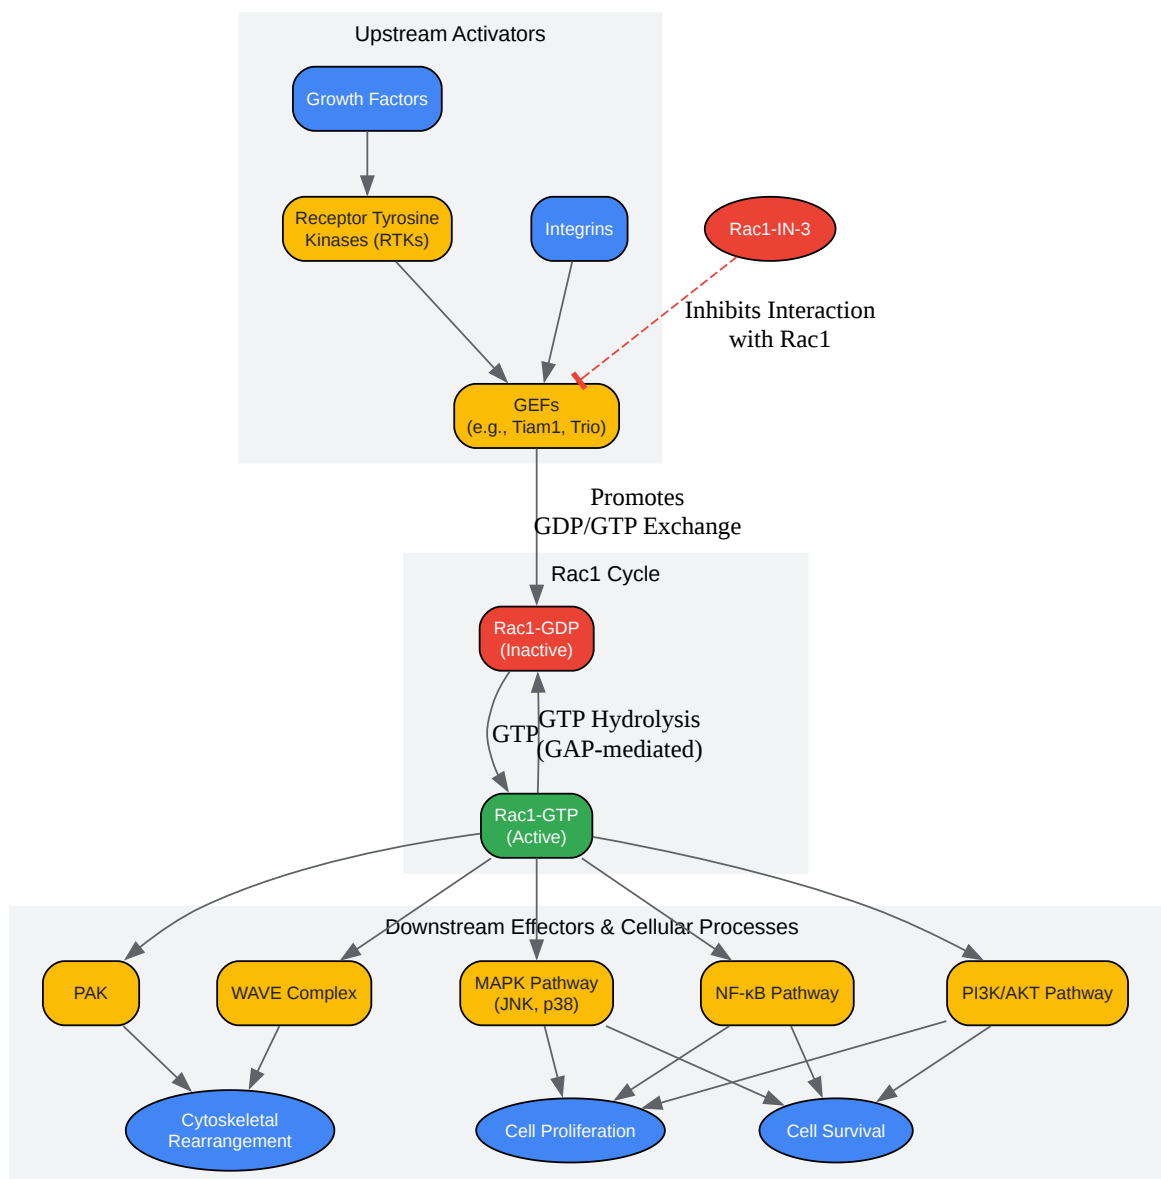 Upstream Activators
Growth Factors
Receptor Tyrosine
Kinases (RTKs)
Integrins
Rac1-IN-3
Inhibits Interaction
with Rac1
GEFs
(e.g., Tiam1, Trio)
Promotes
GDP/GTP Exchange
Rac1 Cycle
Rac1-GDP
(Inactive)
GTP
GTP Hydrolysis
(GAP-mediated)
Rac1-GTP
(Active)
Downstream Effectors & Cellular Processes
PAK
WAVE Complex
MAPK Pathway
(JNK, p38)
NF-κB Pathway
PI3K/AKT Pathway
Cytoskeletal
Rearrangement
Cell Proliferation
Cell Survival